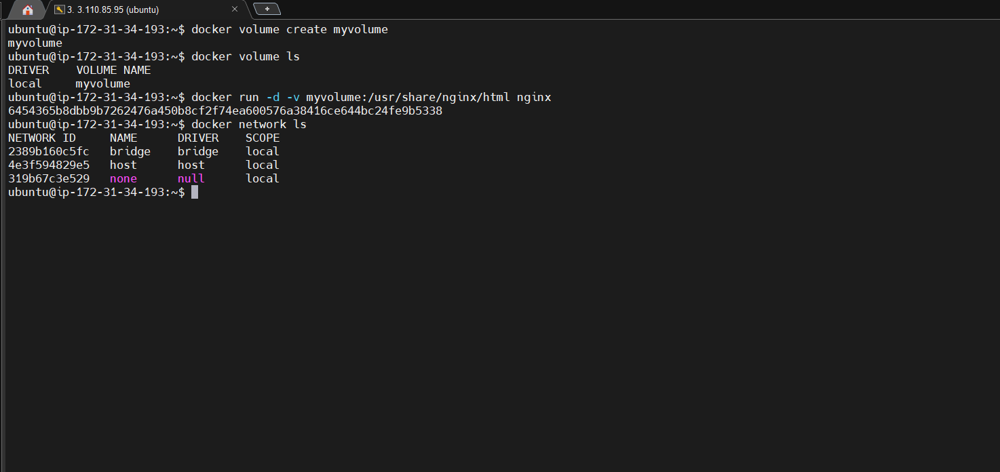 3. 3.110.85.95 (ubuntu)
ubuntu@ip-172-31-34-193:~$ docker volume create myvolume
myvolume
ubuntu@ip-172-31-34-193:~$ docker volume ls
DRIVER    VOLUME NAME
local     myvolume
ubuntu@ip-172-31-34-193:~$ docker run -d -v myvolume:/usr/share/nginx/html nginx
6454365b8dbb9b7262476a450b8cf2f74ea600576a38416ce644bc24fe9b5338
ubuntu@ip-172-31-34-193:~$ docker network ls
NETWORK ID     NAME      DRIVER    SCOPE
2389b160c5fc   bridge    bridge    local
4e3f594829e5   host      host      local
319b67c3e529   none      null      local
ubuntu@ip-172-31-34-193:~$